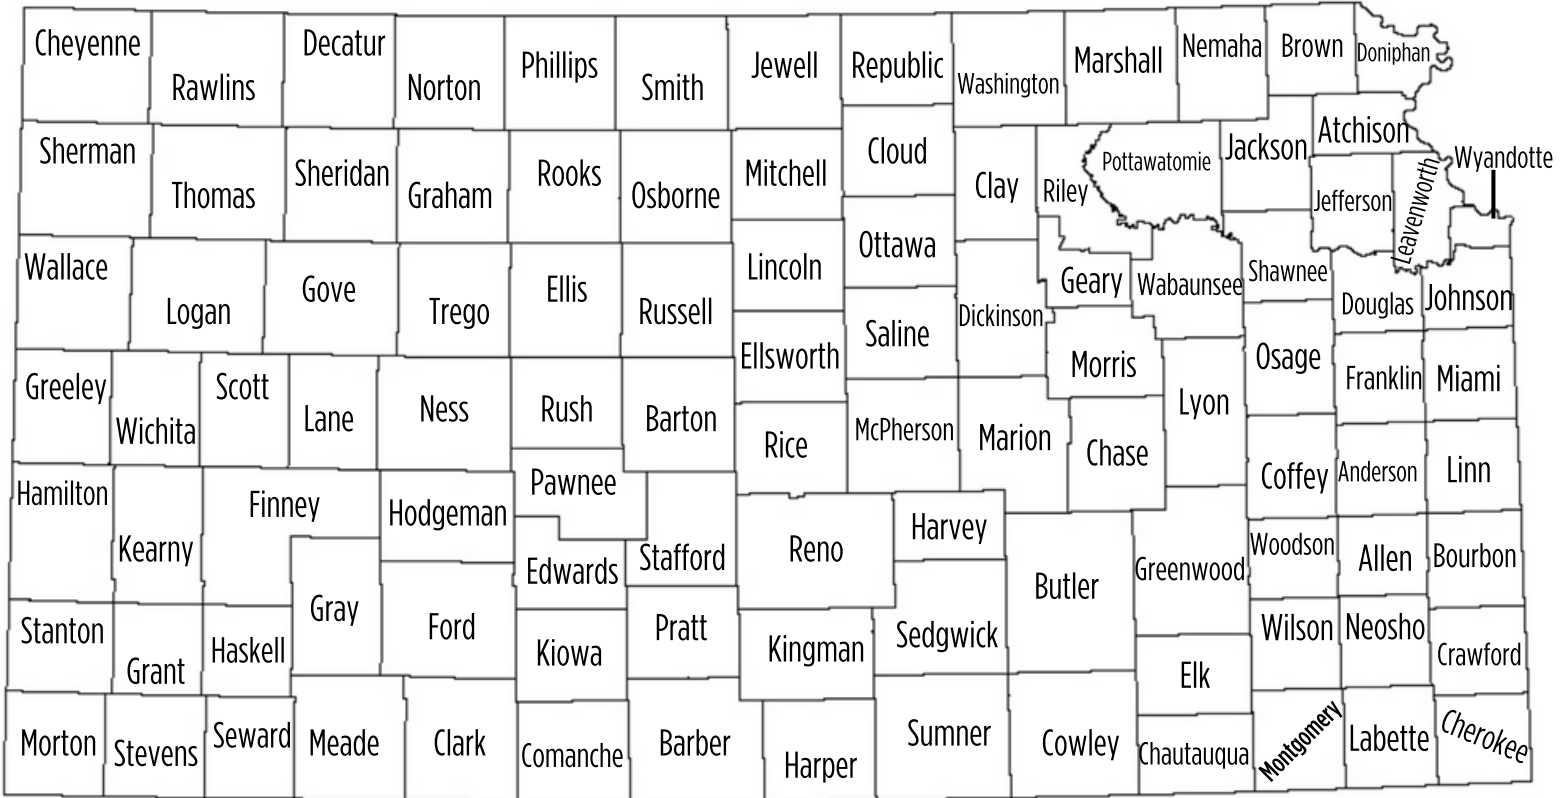 Cheyenne
Rawlins
Decatur
Norton
Phillips
Smith
Jewell
Republic
Washington
Marshall
Nemaha
Brown
Doniphan
Sherman
Thomas
Sheridan
Graham
Rooks
Osborne
Mitchell
Cloud
Clay
Riley
Pottawatomie
Jackson
Atchison
Jefferson
Leavenworth
Wyandotte
Wallace
Logan
Gove
Trego
Ellis
Russell
Lincoln
Ottawa
Saline
Dickinson
Geary
Wabaunsee
Shawnee
Douglas
Johnson
Greeley
Wichita
Scott
Lane
Ness
Rush
Barton
Ellsworth
Rice
McPherson
Marion
Morris
Chase
Lyon
Osage
Franklin
Miami
Coffey
Anderson
Linn
Hamilton
Kearny
Finney
Hodgeman
Pawnee
Edwards
Stafford
Reno
Harvey
Butler
Greenwood
Woodson
Allen
Bourbon
Stanton
Grant
Haskell
Gray
Ford
Kiowa
Pratt
Kingman
Sedgwick
Elk
Wilson
Neosho
Crawford
Morton
Stevens
Seward
Meade
Clark
Comanche
Barber
Harper
Sumner
Cowley
Chautauqua
Montgomery
Labette
Cherokee